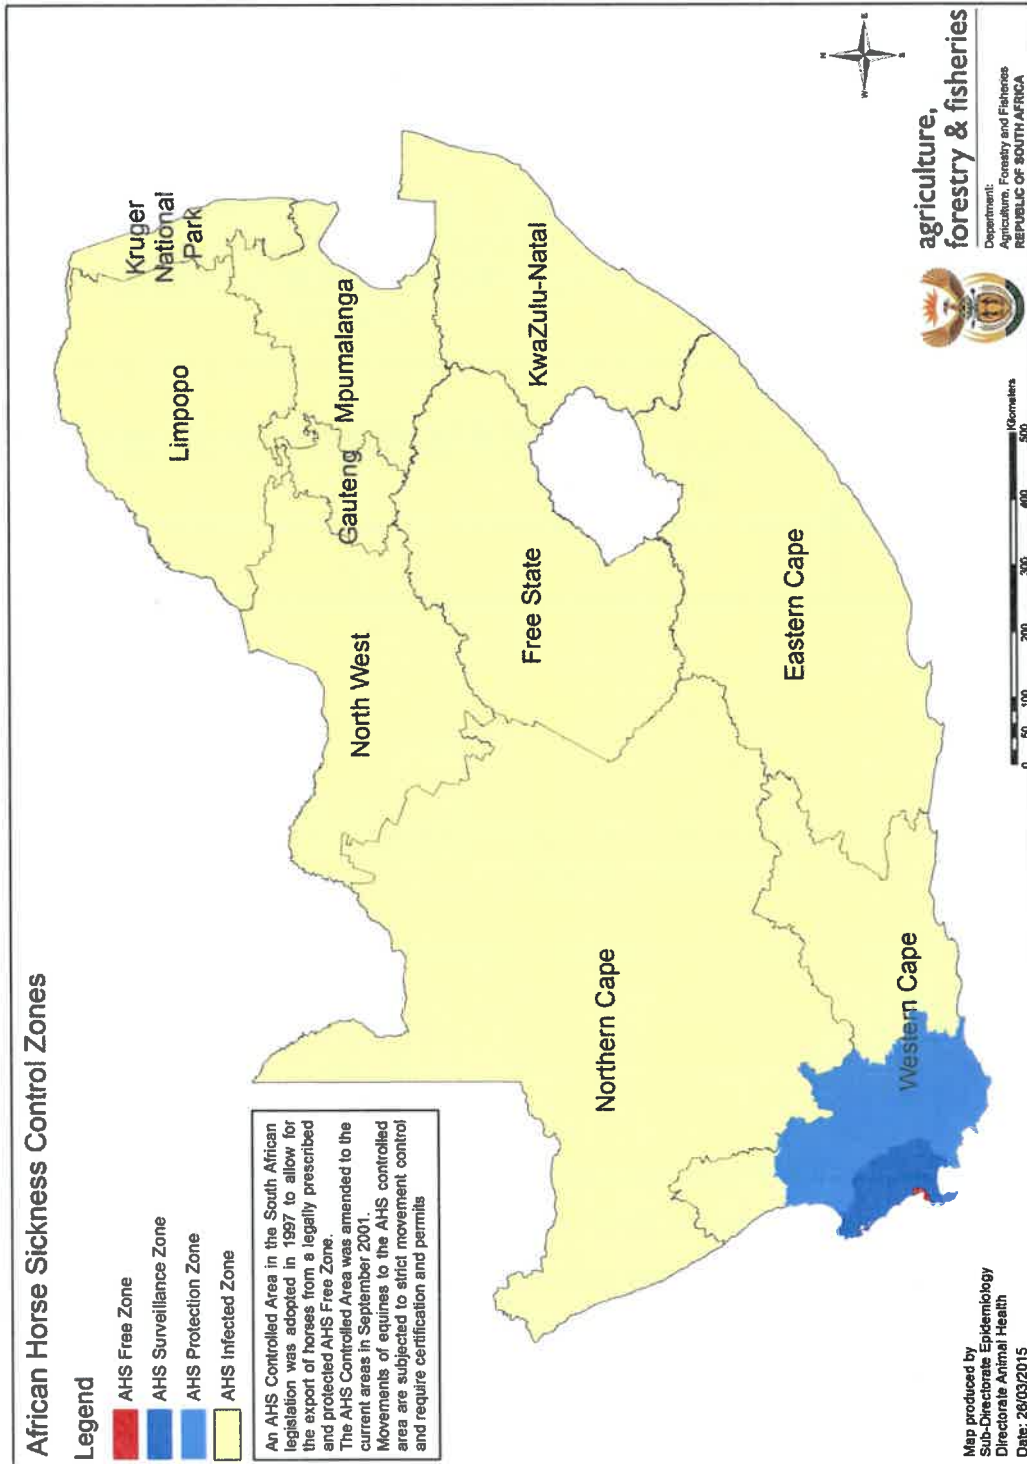 African Horse Sickness Control Zones
Legend
AHS Free Zone
AHS Surveillance Zone
AHS Protection Zone
AHS Infected Zone
An AHS Controlled Area in the South African
legislation was adopted in 1997 to allow for
the export of horses from a legally prescribed
and protected AHS Free Zone.
The AHS Controlled Area was amended to the
current areas in September 2001.
Movements of equines to the AHS controlled
area are subjected to strict movement control
and require certification and permits
Limpopo
Kruger
National
Park
North West
Gauteng
Mpumalanga
Northern Cape
Free State
KwaZulu-Natal
Eastern Cape
Western Cape
N
W
E
S
Map produced by
Sub-Directorate Epidemiology
Directorate Animal Health
Date: 26/03/2015
0 50 100 200 300 400 500
Kilometers
agriculture,
forestry & fisheries
Department:
Agriculture, Forestry and Fisheries
REPUBLIC OF SOUTH AFRICA